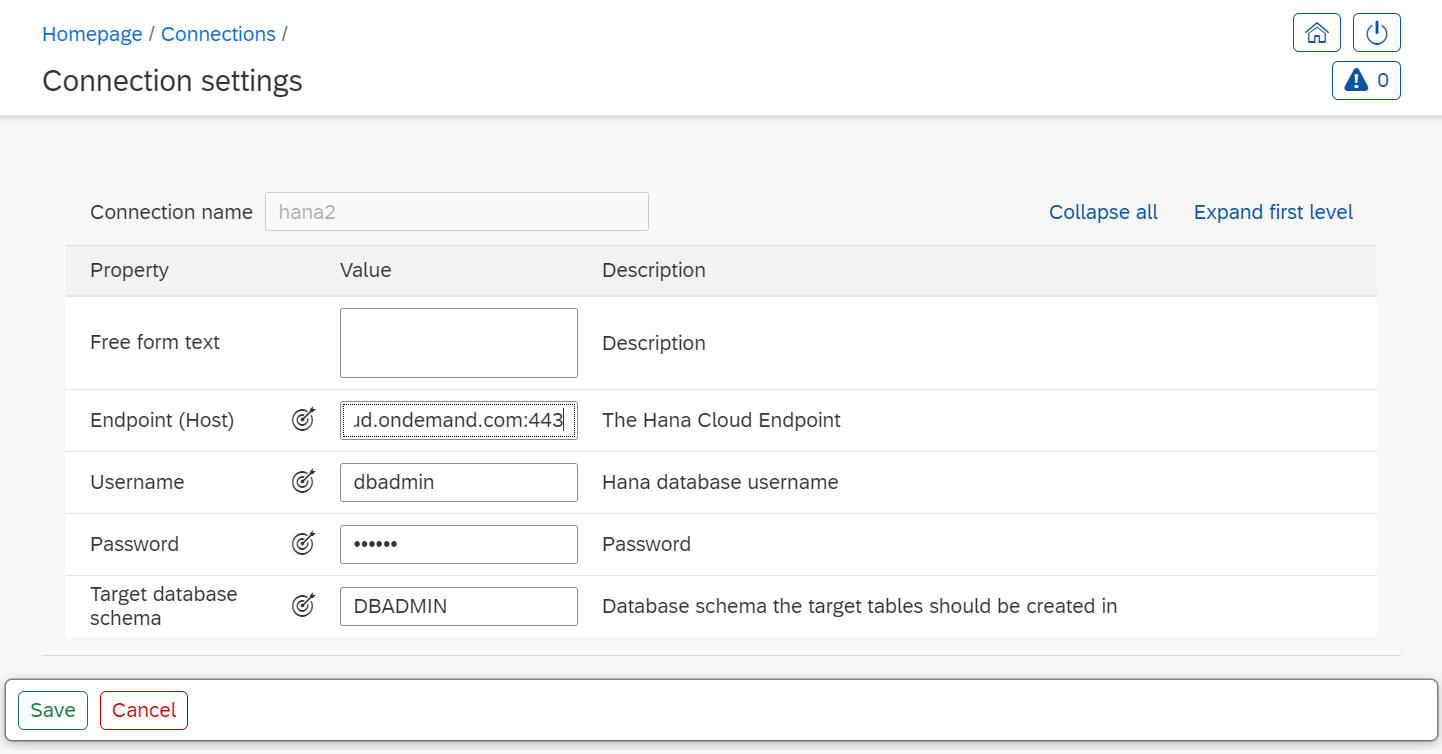 Homepage / Connections /
Connection settings
0
Connection name hana2 Collapse all Expand first level
Property Value Description
Free form text Description
Endpoint (Host) ud.ondemand.com:443 The Hana Cloud Endpoint
Username dbadmin Hana database username
Password •••••• Password
Target database
schema DBADMIN Database schema the target tables should be created in
Save Cancel